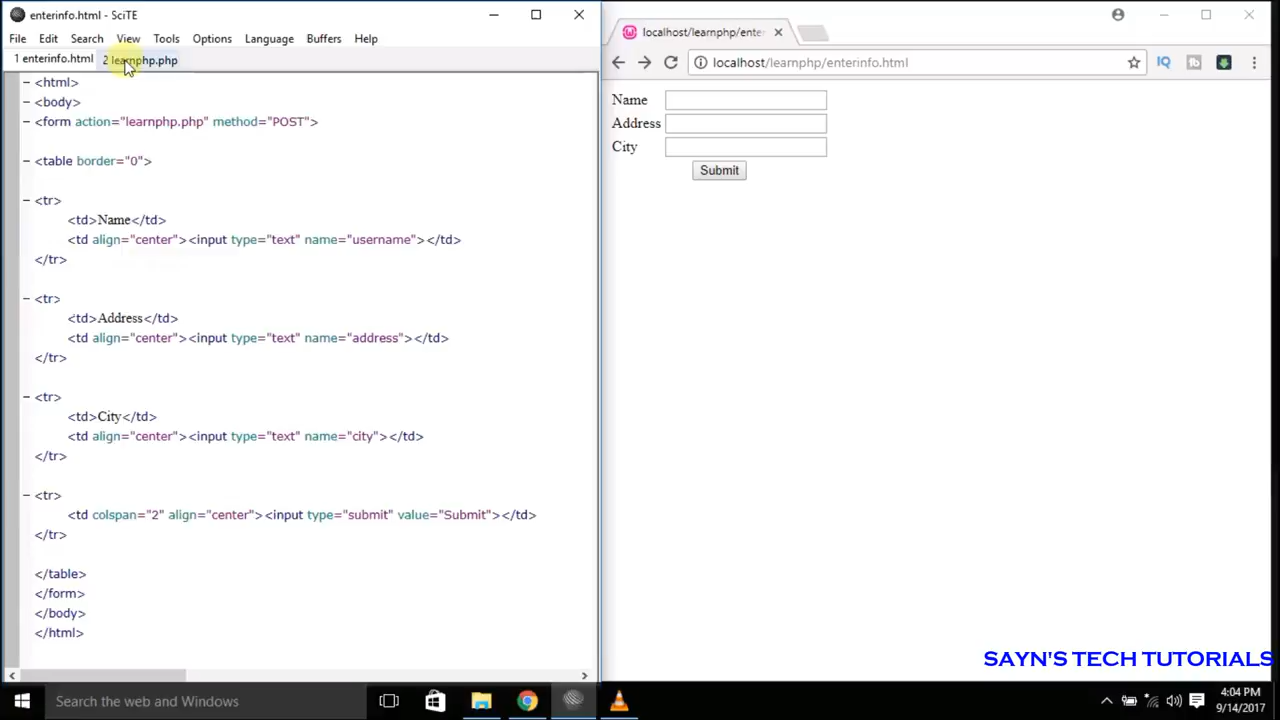 enterinfo.html - SciTE
File Edit Search View Tools Options Language Buffers Help
1 enterinfo.html 2 learnphp.php
<html>
<body>
<form action="learnphp.php" method="POST">
<table border="0">
<tr>
<td>Name</td>
<td align="center"><input type="text" name="username"></td>
</tr>
<tr>
<td>Address</td>
<td align="center"><input type="text" name="address"></td>
</tr>
<tr>
<td>City</td>
<td align="center"><input type="text" name="city"></td>
</tr>
<tr>
<td colspan="2" align="center"><input type="submit" value="Submit"></td>
</tr>
</table>
</form>
</body>
</html>
localhost/learnphp/ente
localhost/learnphp/enterinfo.html
Name
Address
City
Submit
SAYN'S TECH TUTORIALS
Search the web and Windows
4:04 PM
9/14/2017